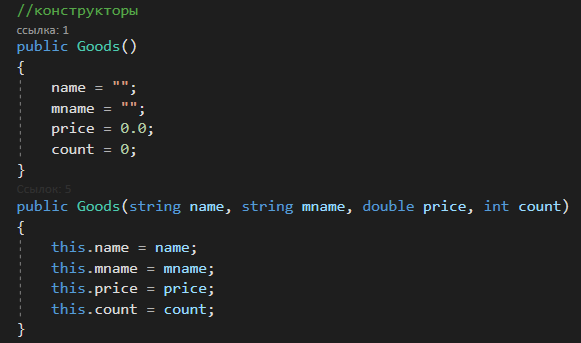 //конструкторы
ссылка: 1
public Goods()
{
name = "";
mname = "";
price = 0.0;
count = 0;
}
Ссылок: 5
public Goods(string name, string mname, double price, int count)
{
this.name = name;
this.mname = mname;
this.price = price;
this.count = count;
}